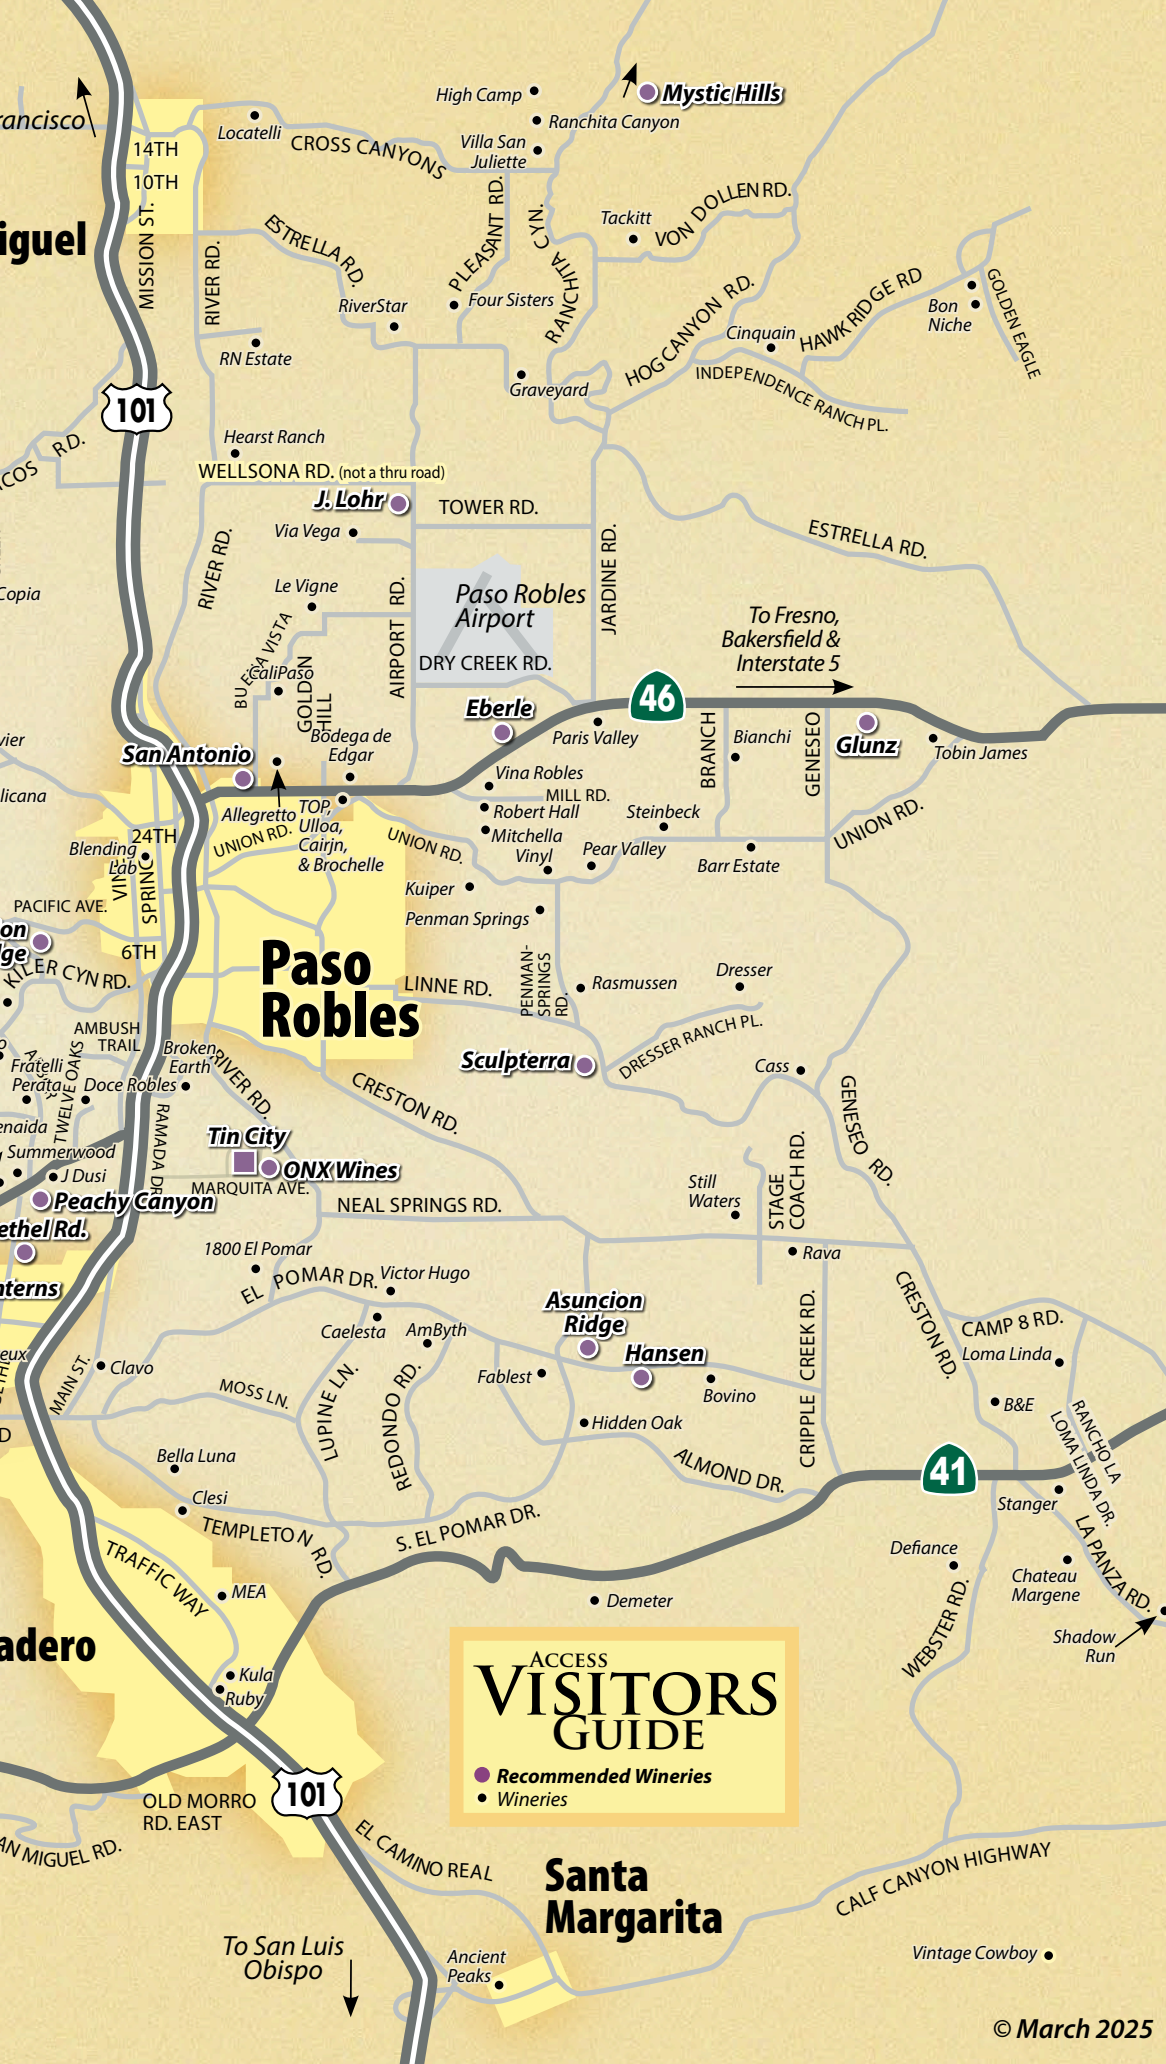 High Camp
Mystic Hills
Ranchita Canyon
rancisco
Locatelli
CROSS CANYONS
Villa San
Juliette
14TH
10TH
MISSION ST.
RIVER RD.
iguel
ESTRELLA RD.
PLEASANT RD.
RANCHITA CYN.
Tackitt
VON DOLLEN RD.
RiverStar
Four Sisters
RN Estate
HOG CANYON RD.
Cinquain
HAWK RIDGE RD
Bon
Niche
GOLDEN EAGLE
INDEPENDENCE RANCH PL.
Graveyard
101
COS RD.
Hearst Ranch
WELLSONA RD. (not a thru road)
J. Lohr
TOWER RD.
Via Vega
RIVER RD.
JARDINE RD.
ESTRELLA RD.
Copia
Le Vigne
Paso Robles
Airport
AIRPORT RD.
DRY CREEK RD.
BUENA VISTA
CaliPaso
GOLDEN
HILL
To Fresno,
Bakersfield &
Interstate 5
46
Eberle
Paris Valley
BRANCH
Bianchi
GENESEO
Glunz
Tobin James
vier
San Antonio
Bodega de
Edgar
Vina Robles
MILL RD.
licana
Allegretto
TOP,
Ulloa,
Cairjn,
& Brochelle
UNION RD.
UNION RD.
Robert Hall
Steinbeck
Mitchella
Vinyl
Pear Valley
Barr Estate
UNION RD.
24TH
Blending
Lab
VINE
SPRING
Kuiper
Penman Springs
PACIFIC AVE.
on
ge
6TH
KILER CYN RD.
Paso
Robles
LINNE RD.
PENMAN-
SPRINGS
RD.
Rasmussen
Dresser
DRESSER RANCH PL.
AMBUSH
TRAIL
Broken
Earth
RIVER RD.
Sculpterra
Cass
Fratelli
Perata
TWELVE OAKS
Doce Robles
CRESTON RD.
GENESEO RD.
enaida
RAMADA DR.
Summerwood
J Dusi
Tin City
ONX Wines
MARQUITA AVE.
Peachy Canyon
NEAL SPRINGS RD.
Still
Waters
STAGE
COACH RD.
ethel Rd.
1800 El Pomar
Rava
nterns
EL POMAR DR.
Victor Hugo
Asuncion
Ridge
CRESTON RD.
CAMP 8 RD.
Caelesta
AmByth
Hansen
Loma Linda
eux
MAIN ST.
Clavo
Fablest
Bovino
CRIPPLE CREEK RD.
B&E
MOSS LN.
LUPINE LN.
REDONDO RD.
Hidden Oak
RANCHO LA
LOMA LINDA DR.
D
Bella Luna
ALMOND DR.
41
Clesi
Stanger
TEMPLETON RD.
S. EL POMAR DR.
LA PANZA RD.
TRAFFIC WAY
Defiance
MEA
Demeter
Chateau
Margene
WEBSTER RD.
Shadow
Run
adero
Kula
Ruby
ACCESS
VISITORS
GUIDE
Recommended Wineries
Wineries
101
OLD MORRO
RD. EAST
AN MIGUEL RD.
EL CAMINO REAL
Santa
Margarita
CALF CANYON HIGHWAY
To San Luis
Obispo
Ancient
Peaks
Vintage Cowboy
© March 2025